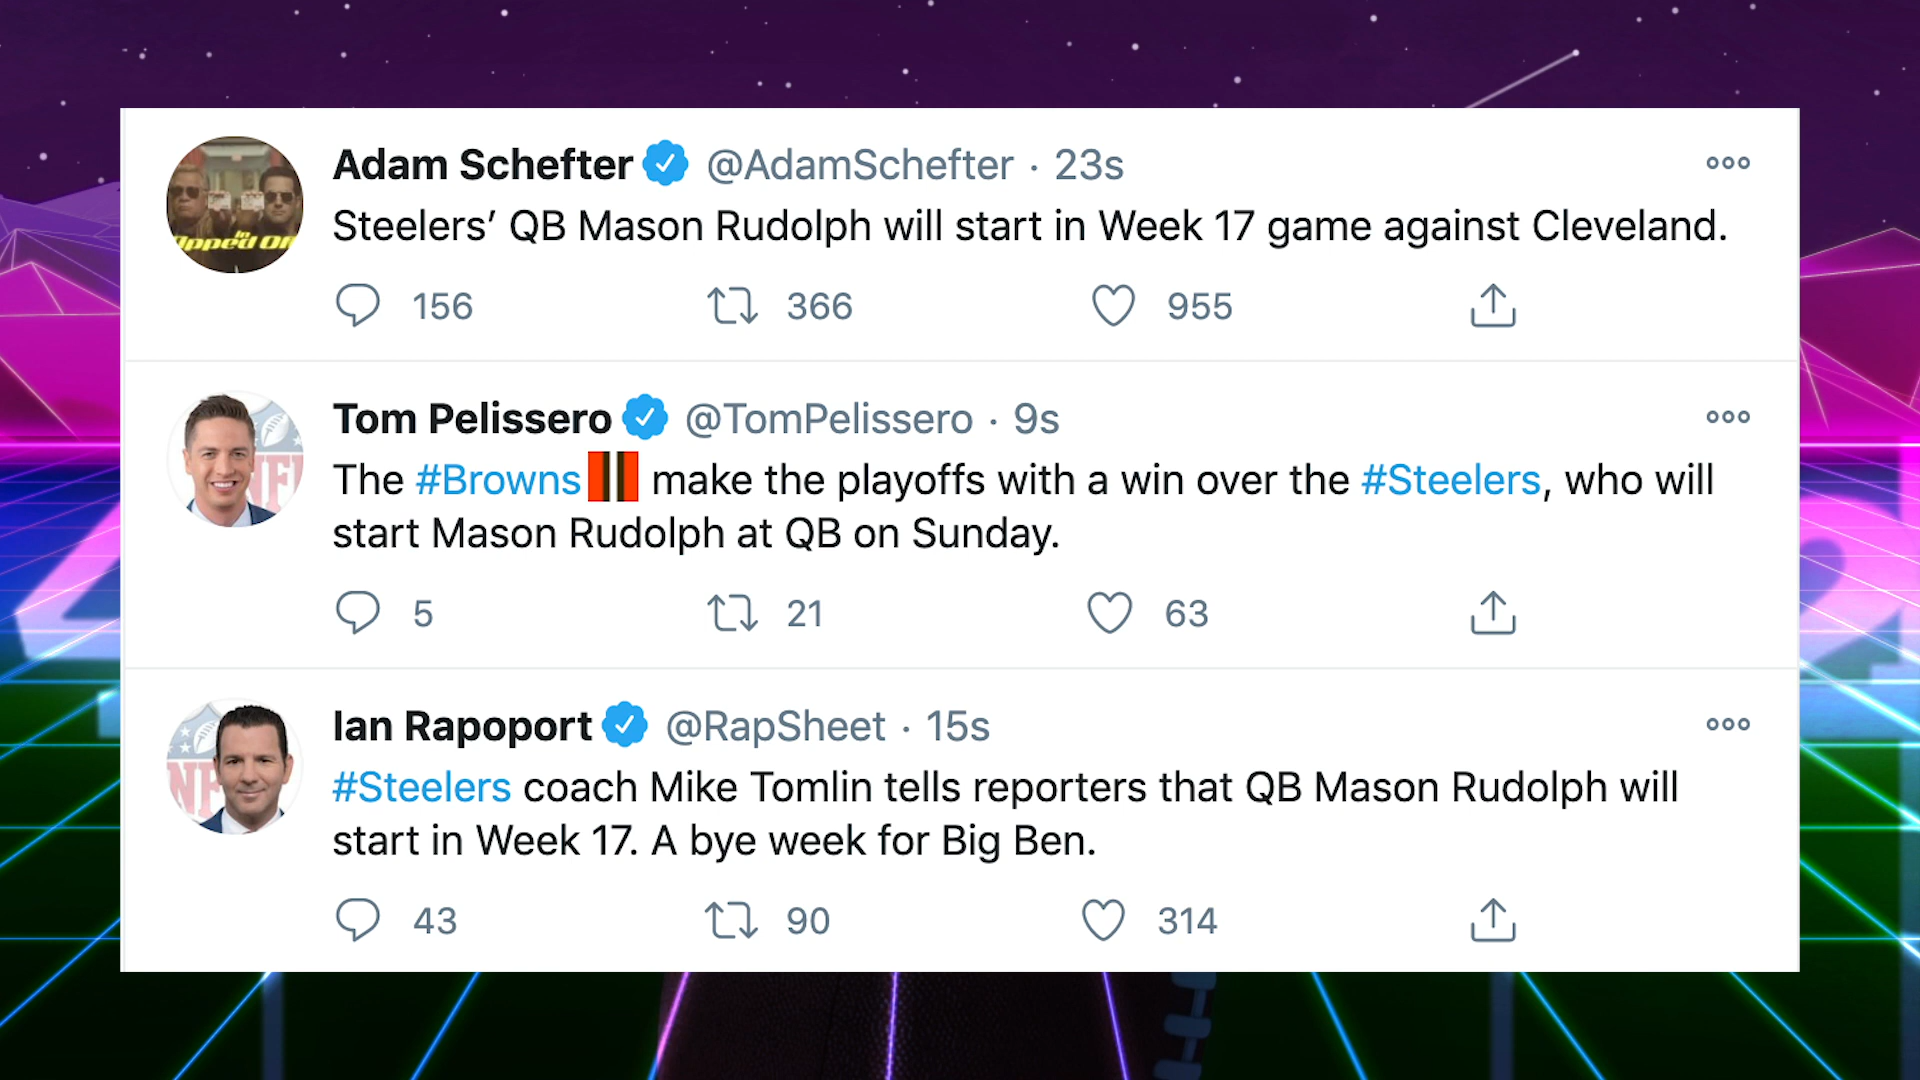 Adam Schefter @AdamSchefter · 23s
Steelers’ QB Mason Rudolph will start in Week 17 game against Cleveland.
156 366 955
Tom Pelissero @TomPelissero · 9s
The #Browns make the playoffs with a win over the #Steelers, who will
start Mason Rudolph at QB on Sunday.
5 21 63
Ian Rapoport @RapSheet · 15s
#Steelers coach Mike Tomlin tells reporters that QB Mason Rudolph will
start in Week 17. A bye week for Big Ben.
43 90 314